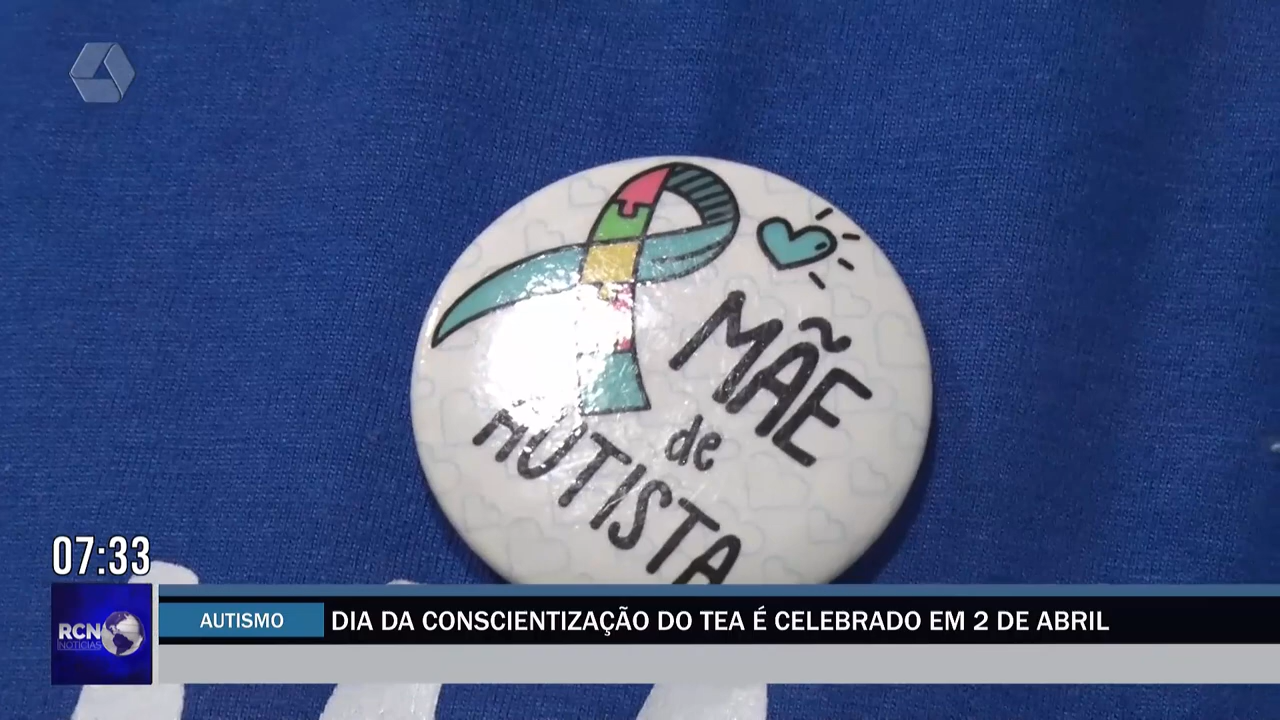 MÃE
de
AUTISTA
07:33
RCN
NOTÍCIAS
AUTISMO
DIA DA CONSCIENTIZAÇÃO DO TEA É CELEBRADO EM 2 DE ABRIL